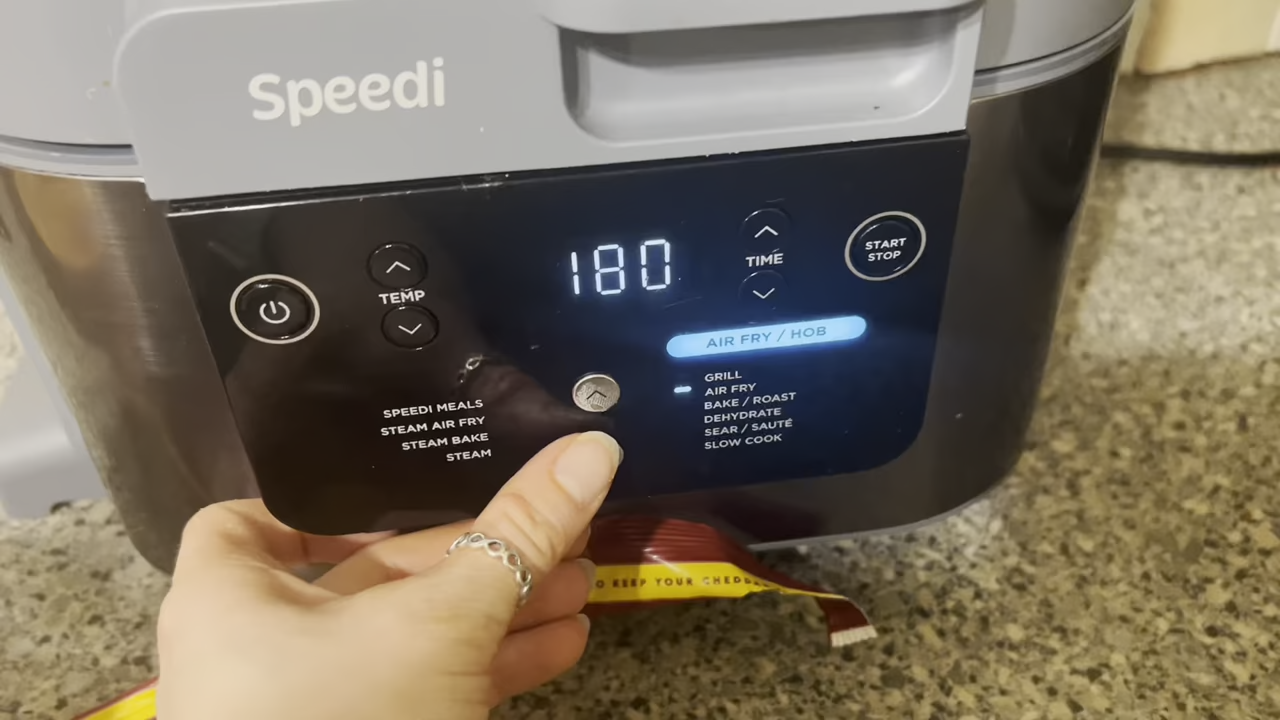 Speedi
TEMP
180
TIME
START
STOP
AIR FRY / HOB
SPEEDI MEALS
STEAM AIR FRY
STEAM BAKE
STEAM
GRILL
AIR FRY
BAKE / ROAST
DEHYDRATE
SEAR / SAUTÉ
SLOW COOK
KEEP YOUR